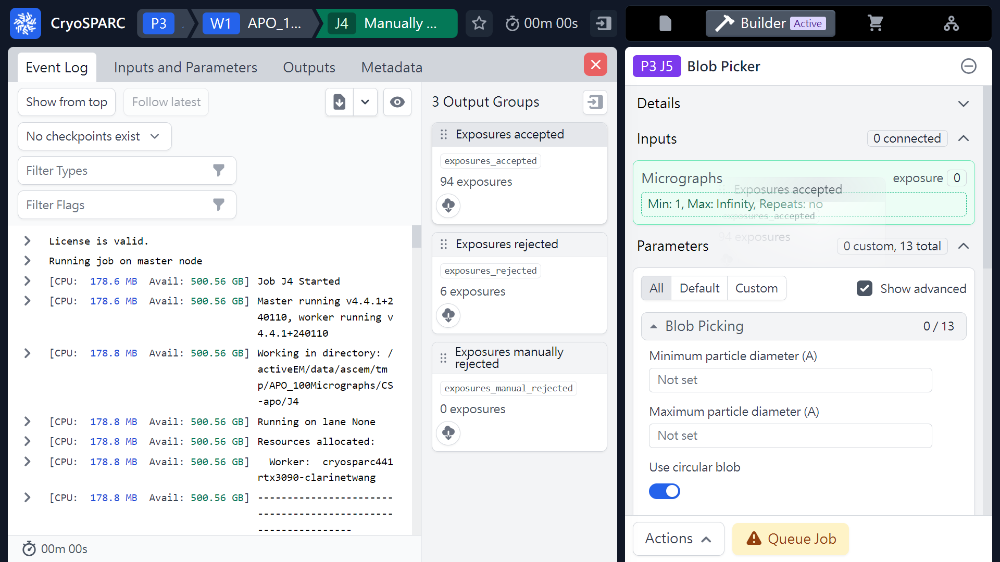 CryoSPARC
P3
W1 APO_1...
J4 Manually ...
00m 00s
Builder Active
Event Log
Inputs and Parameters
Outputs
Metadata
Show from top
Follow latest
No checkpoints exist
Filter Types
Filter Flags
License is valid.
Running job on master node
[CPU: 178.6 MB Avail: 500.56 GB] Job J4 Started
[CPU: 178.6 MB Avail: 500.56 GB] Master running v4.4.1+2
40110, worker running v
4.4.1+240110
[CPU: 178.8 MB Avail: 500.56 GB] Working in directory: /
activeEM/data/ascem/tm
p/APO_100Micrographs/CS
-apo/J4
[CPU: 178.8 MB Avail: 500.56 GB] Running on lane None
[CPU: 178.8 MB Avail: 500.56 GB] Resources allocated:
[CPU: 178.8 MB Avail: 500.56 GB] Worker: cryosparc441
rtx3090-clarinetwang
[CPU: 178.8 MB Avail: 500.56 GB] -----------------------
-----------------------
----------------
00m 00s
3 Output Groups
Exposures accepted
exposures_accepted
94 exposures
Exposures rejected
exposures_rejected
6 exposures
Exposures manually
rejected
exposures_manual_rejected
0 exposures
P3 J5 Blob Picker
Details
Inputs
0 connected
Micrographs
exposure 0
Exposures accepted
Min: 1, Max: Infinity, Repeats: no
exposures_accepted
94 exposures
Parameters
0 custom, 13 total
All
Default
Custom
Show advanced
Blob Picking
0 / 13
Minimum particle diameter (A)
Not set
Maximum particle diameter (A)
Not set
Use circular blob
Actions
Queue Job